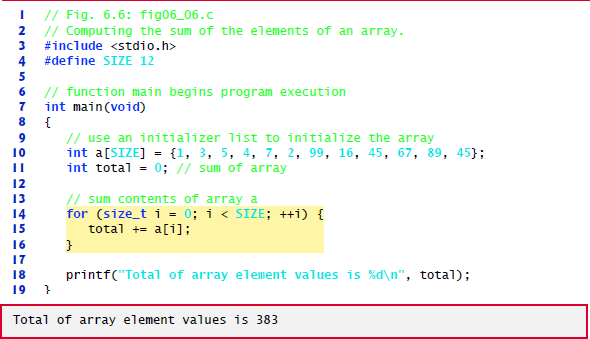 1 // Fig. 6.6: fig06_06.c
2 // Computing the sum of the elements of an array.
3 #include <stdio.h>
4 #define SIZE 12
5
6 // function main begins program execution
7 int main(void)
8 {
9    // use an initializer list to initialize the array
10    int a[SIZE] = {1, 3, 5, 4, 7, 2, 99, 16, 45, 67, 89, 45};
11    int total = 0; // sum of array
12
13    // sum contents of array a
14    for (size_t i = 0; i < SIZE; ++i) {
15       total += a[i];
16    }
17
18    printf("Total of array element values is %d\n", total);
19 }
Total of array element values is 383